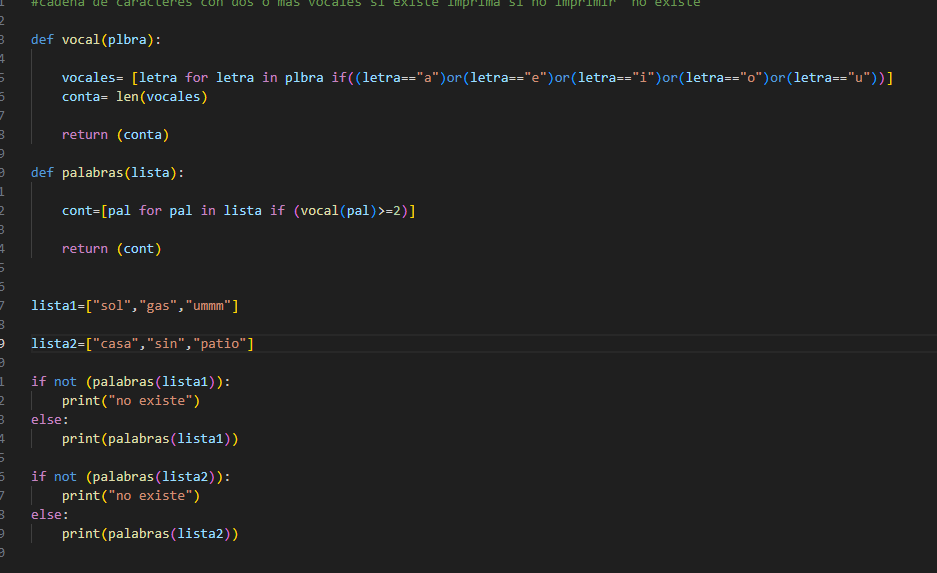 #cadena de caracteres con dos o mas vocales si existe imprima si no imprimir "no existe"
def vocal(plbra):
vocales= [letra for letra in plbra if((letra=="a")or(letra=="e")or(letra=="i")or(letra=="o")or(letra=="u"))]
conta= len(vocales)
return (conta)
def palabras(lista):
cont=[pal for pal in lista if (vocal(pal)>=2)]
return (cont)
lista1=["sol","gas","ummm"]
lista2=["casa","sin","patio"]
if not (palabras(lista1)):
print("no existe")
else:
print(palabras(lista1))
if not (palabras(lista2)):
print("no existe")
else:
print(palabras(lista2))